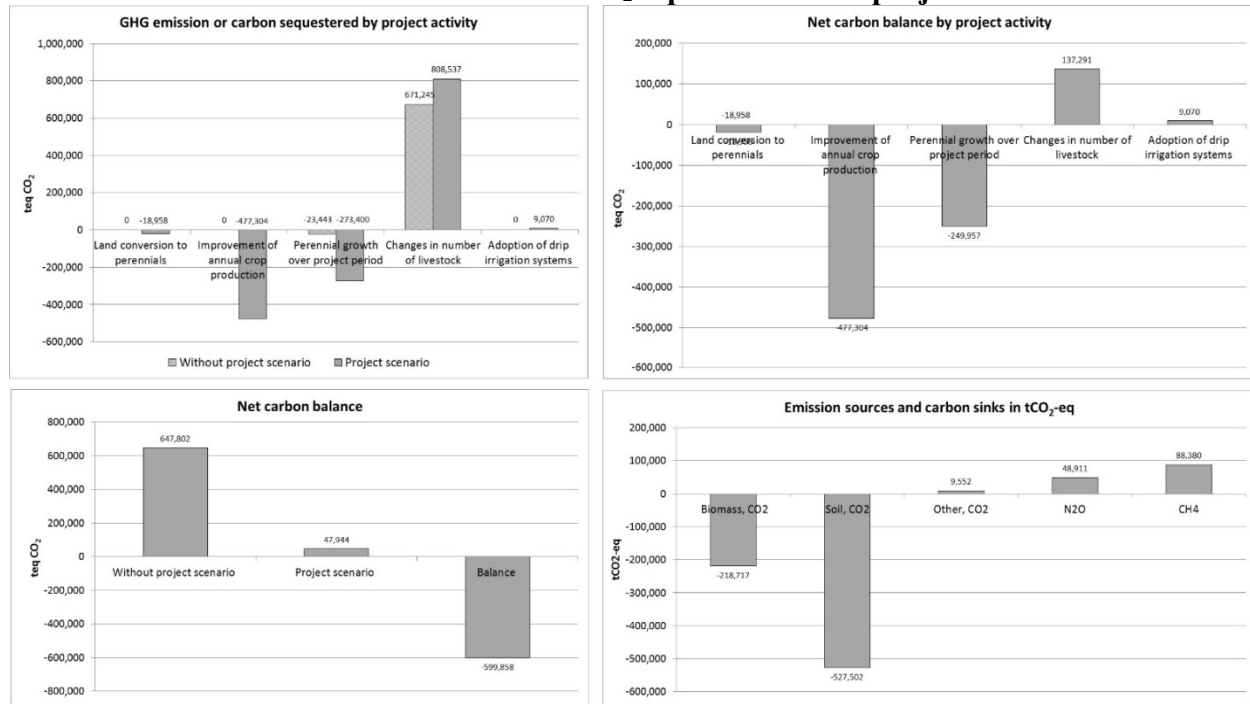 GHG emission or carbon sequestered by project activity
1,000,000
800,000
600,000
400,000
200,000
0
-200,000
-400,000
-600,000
teq CO2
808,537
671,245
0 -18,958 0 -477,304 -23,443 -273,400 0 9,070
Land conversion to Improvement of Perennial growth Changes in number Adoption of drip
perennials annual crop over project period of livestock irrigation systems
production
Without project scenario Project scenario
Net carbon balance by project activity
200,000
100,000
0
-100,000
-200,000
-300,000
-400,000
-500,000
-600,000
teq CO2
137,291
-18,958 9,070
Land conversion to Improvement of Perennial growth over Changes in number of Adoption of drip
perennials annual crop project period livestock irrigation systems
production
-249,957
-477,304
Net carbon balance
800,000
600,000
400,000
200,000
0
-200,000
-400,000
-600,000
-800,000
teq CO2
647,802
47,944
Without project scenario Project scenario Balance
-599,858
Emission sources and carbon sinks in tCO2-eq
200,000
100,000
0
-100,000
-200,000
-300,000
-400,000
-500,000
-600,000
tCO2-eq
88,380
48,911
9,552
Biomass, CO2 Soil, CO2 Other, CO2 N2O CH4
-218,717
-527,502